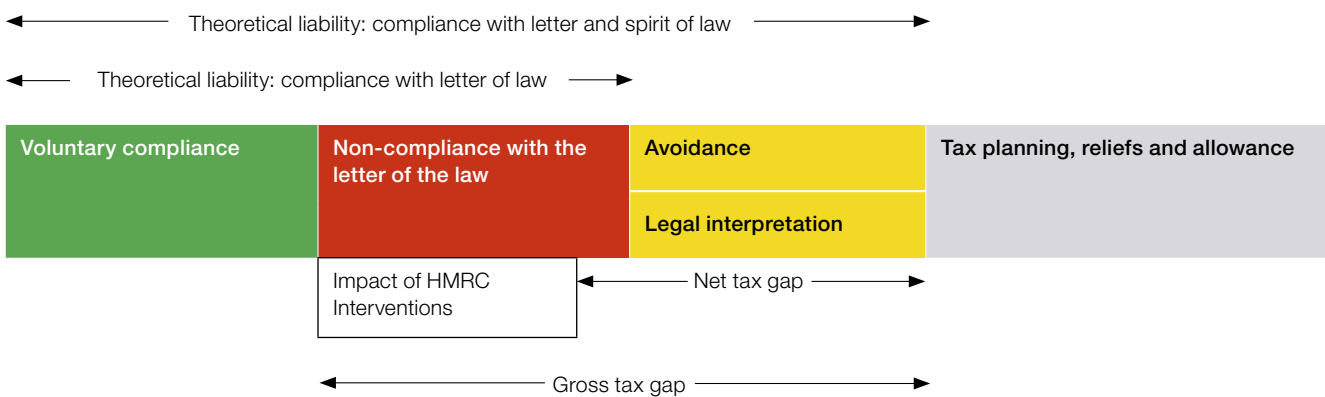 Theoretical liability: compliance with letter and spirit of law
Theoretical liability: compliance with letter of law
Voluntary compliance
Non-compliance with the
letter of the law
Avoidance
Legal interpretation
Tax planning, reliefs and allowance
Impact of HMRC
Interventions
Net tax gap
Gross tax gap